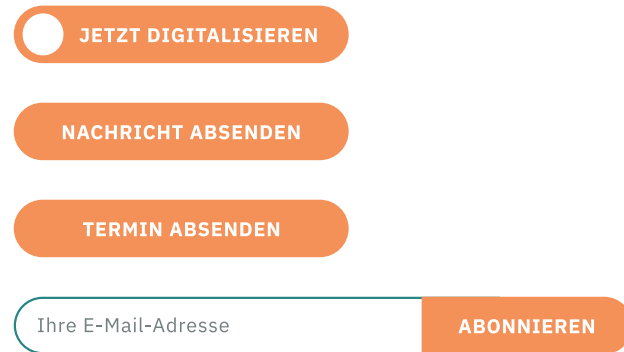 JETZT DIGITALISIEREN
NACHRICHT ABSENDEN
TERMIN ABSENDEN
Ihre E-Mail-Adresse ABONNIEREN